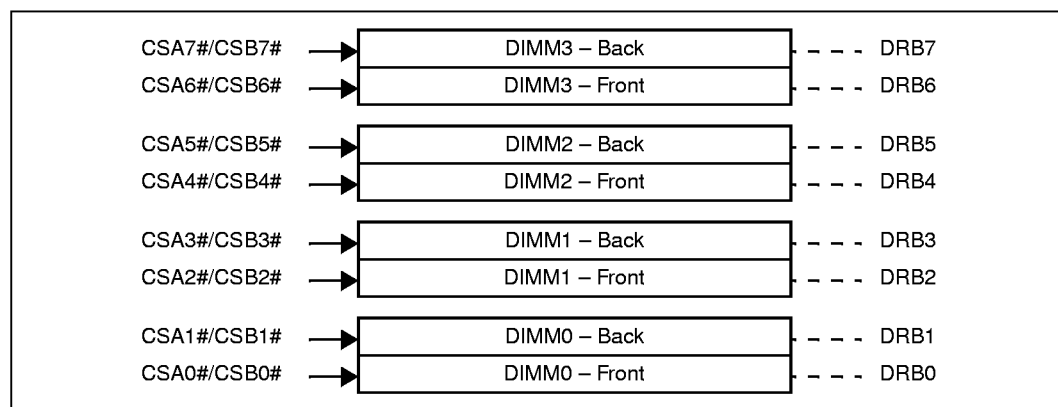 CSA7#/CSB7# DIMM3 – Back DRB7
CSA6#/CSB6# DIMM3 – Front DRB6
CSA5#/CSB5# DIMM2 – Back DRB5
CSA4#/CSB4# DIMM2 – Front DRB4
CSA3#/CSB3# DIMM1 – Back DRB3
CSA2#/CSB2# DIMM1 – Front DRB2
CSA1#/CSB1# DIMM0 – Back DRB1
CSA0#/CSB0# DIMM0 – Front DRB0